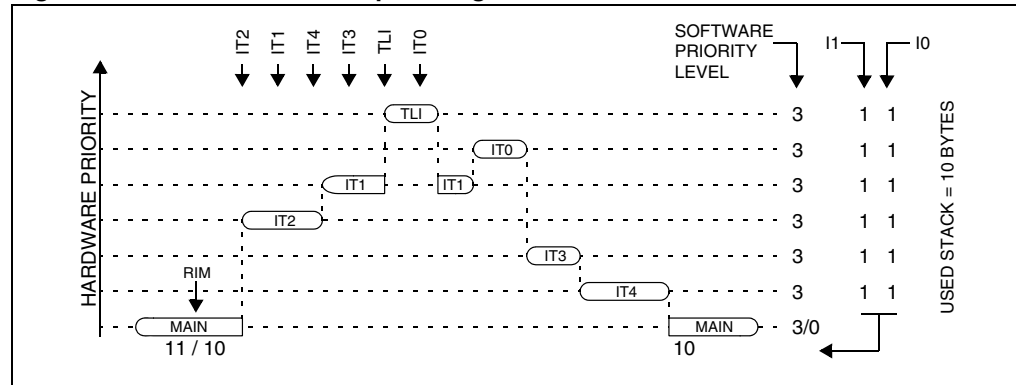 IT2
IT1
IT4
IT3
TLI
IT0
SOFTWARE
PRIORITY
LEVEL
I1
I0
HARDWARE PRIORITY
TLI
3
1 1
IT0
3
1 1
IT1
IT1
3
1 1
IT2
3
1 1
IT3
3
1 1
RIM
IT4
3
1 1
MAIN
MAIN
3/0
11 / 10
10
USED STACK = 10 BYTES